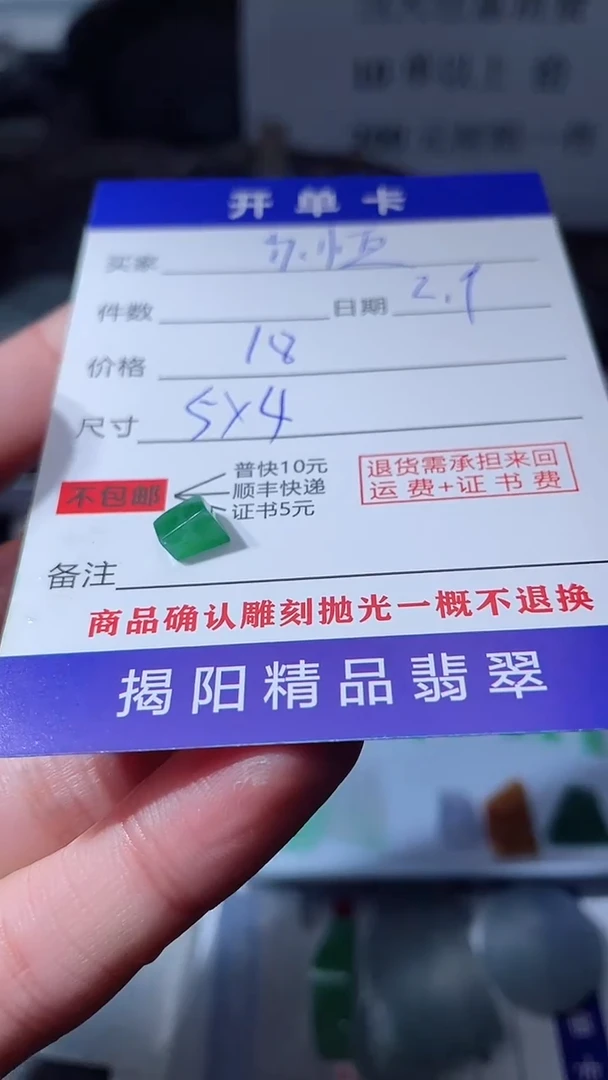 开单卡
买家
件数 日期 2.9
价格 18
尺寸 5X4
普快10元
不包邮 顺丰快递
证书5元
退货需承担来回
运费+证书费
备注
商品确认雕刻抛光一概不退换
揭阳精品翡翠